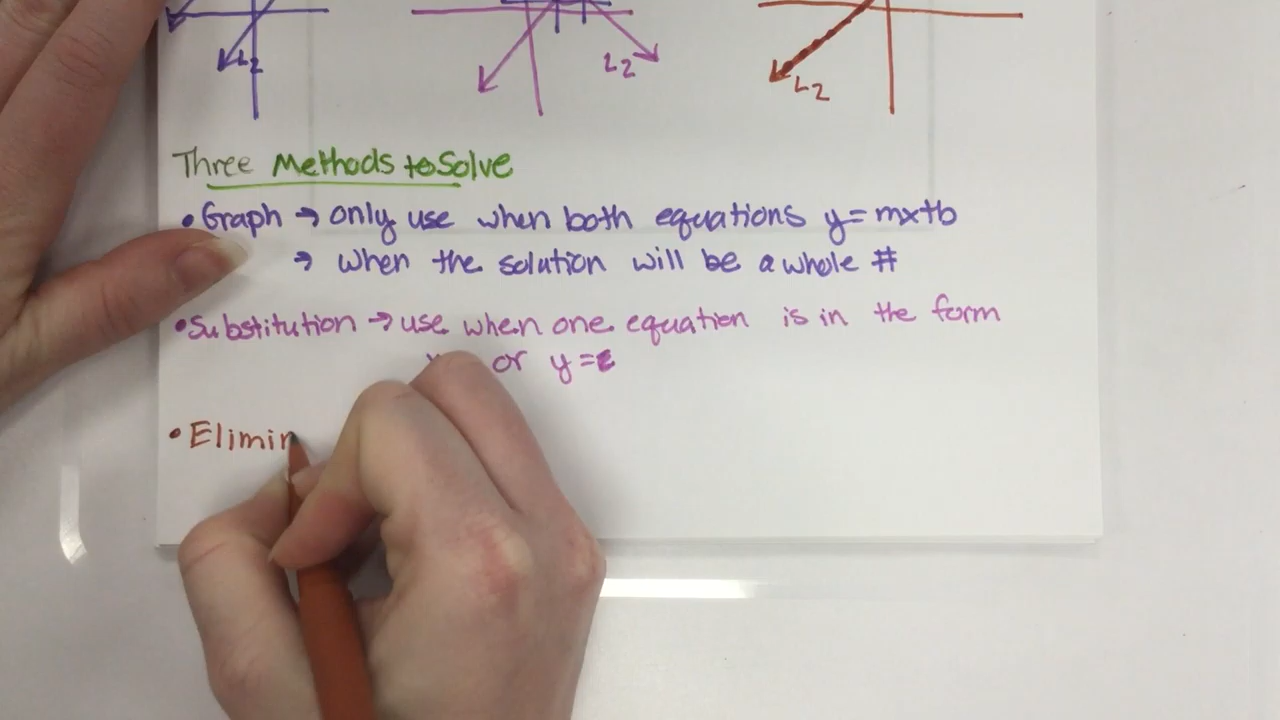 L2
L2
L2
Three Methods to Solve
• Graph → only use when both equations y=mx+b
→ when the solution will be a whole #
• Substitution → use when one equation is in the form
or y=
• Elimin